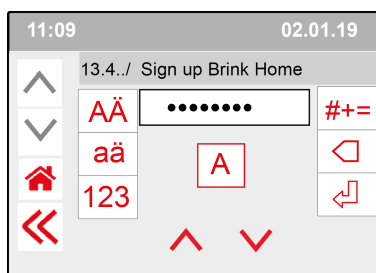 11:09 02.01.19
13.4../ Sign up Brink Home
AÄ •••••••• #+=
aä A
123